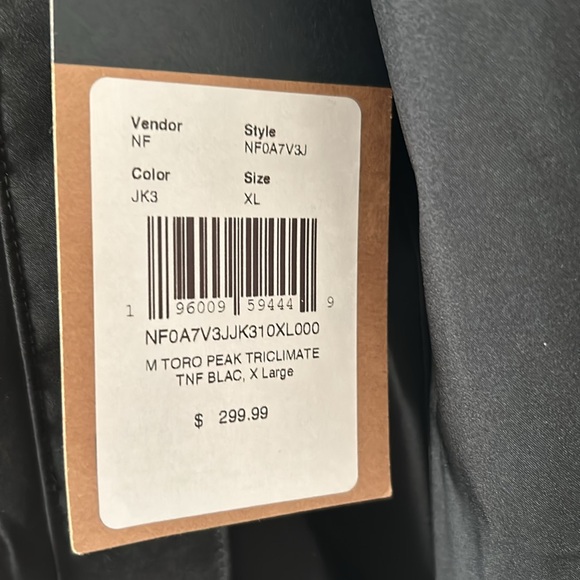 Vendor Style
NF NF0A7V3J
Color Size
JK3 XL
1 96009 59444 9
NF0A7V3JJK310XL000
M TORO PEAK TRICLIMATE
TNF BLAC, X Large
$ 299.99